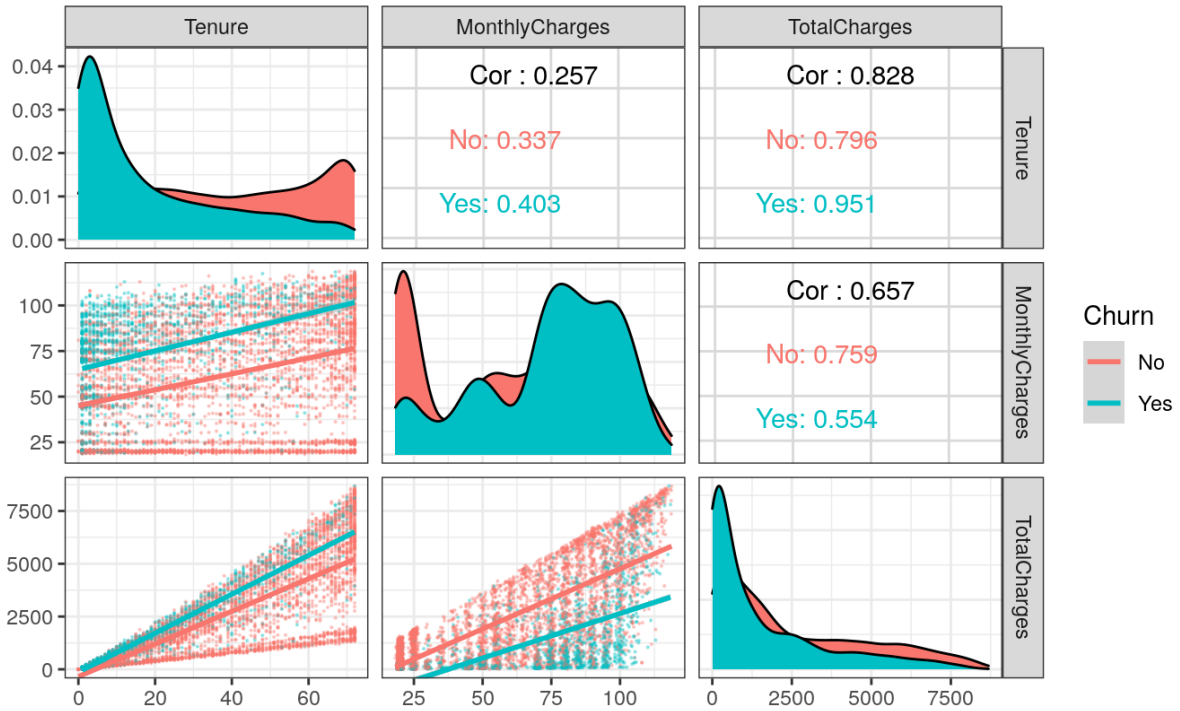 Tenure
MonthlyCharges
TotalCharges
0.04
0.03
0.02
0.01
0.00
Cor : 0.257
No: 0.337
Yes: 0.403
Cor : 0.828
No: 0.796
Yes: 0.951
Tenure
100
75
50
25
Cor : 0.657
No: 0.759
Yes: 0.554
MonthlyCharges
7500
5000
2500
0
TotalCharges
0 20 40 60
25 50 75 100
0 2500 5000 7500
Churn
No
Yes